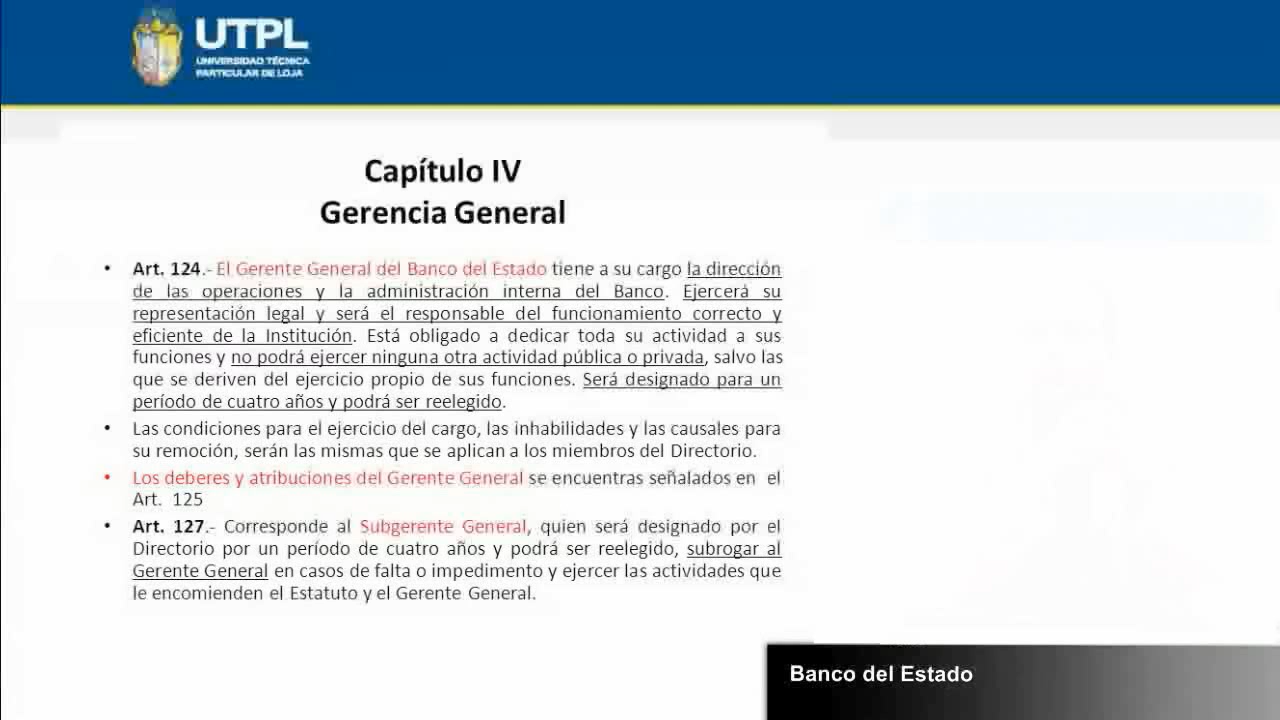 UTPL
UNIVERSIDAD TÉCNICA
PARTICULAR DE LOJA
Capítulo IV
Gerencia General
• Art. 124.- El Gerente General del Banco del Estado tiene a su cargo la dirección
de las operaciones y la administración interna del Banco. Ejercerá su
representación legal y será el responsable del funcionamiento correcto y
eficiente de la Institución. Está obligado a dedicar toda su actividad a sus
funciones y no podrá ejercer ninguna otra actividad pública o privada, salvo las
que se deriven del ejercicio propio de sus funciones. Será designado para un
período de cuatro años y podrá ser reelegido.
• Las condiciones para el ejercicio del cargo, las inhabilidades y las causales para
su remoción, serán las mismas que se aplican a los miembros del Directorio.
• Los deberes y atribuciones del Gerente General se encuentras señalados en el
Art. 125
• Art. 127.- Corresponde al Subgerente General, quien será designado por el
Directorio por un período de cuatro años y podrá ser reelegido, subrogar al
Gerente General en casos de falta o impedimento y ejercer las actividades que
le encomienden el Estatuto y el Gerente General.
Banco del Estado